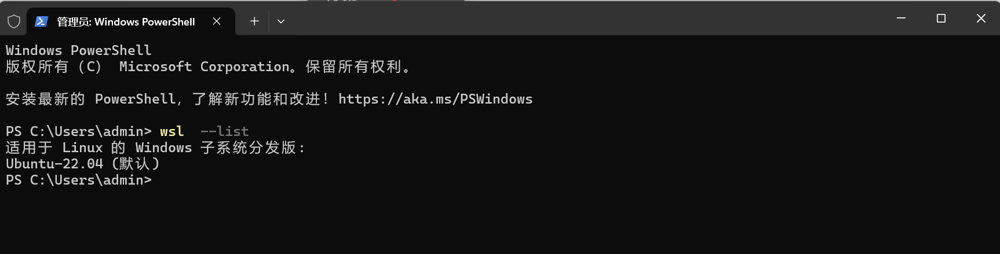 管理员: Windows PowerShell
Windows PowerShell
版权所有 (C) Microsoft Corporation。保留所有权利。
安装最新的 PowerShell，了解新功能和改进！https://aka.ms/PSWindows
PS C:\Users\admin> wsl  --list
适用于 Linux 的 Windows 子系统分发版:
Ubuntu-22.04 (默认)
PS C:\Users\admin>